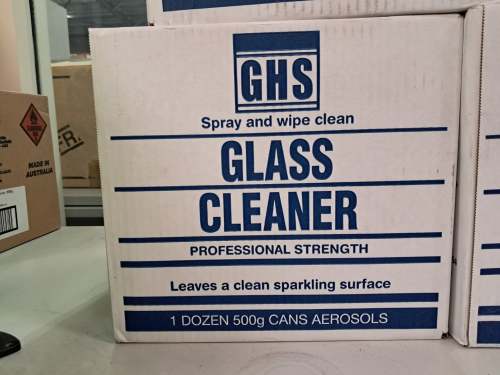 GHS
Spray and wipe clean
GLASS
CLEANER
PROFESSIONAL STRENGTH
Leaves a clean sparkling surface
1 DOZEN 500g CANS AEROSOLS
MADE IN
AUSTRALIA